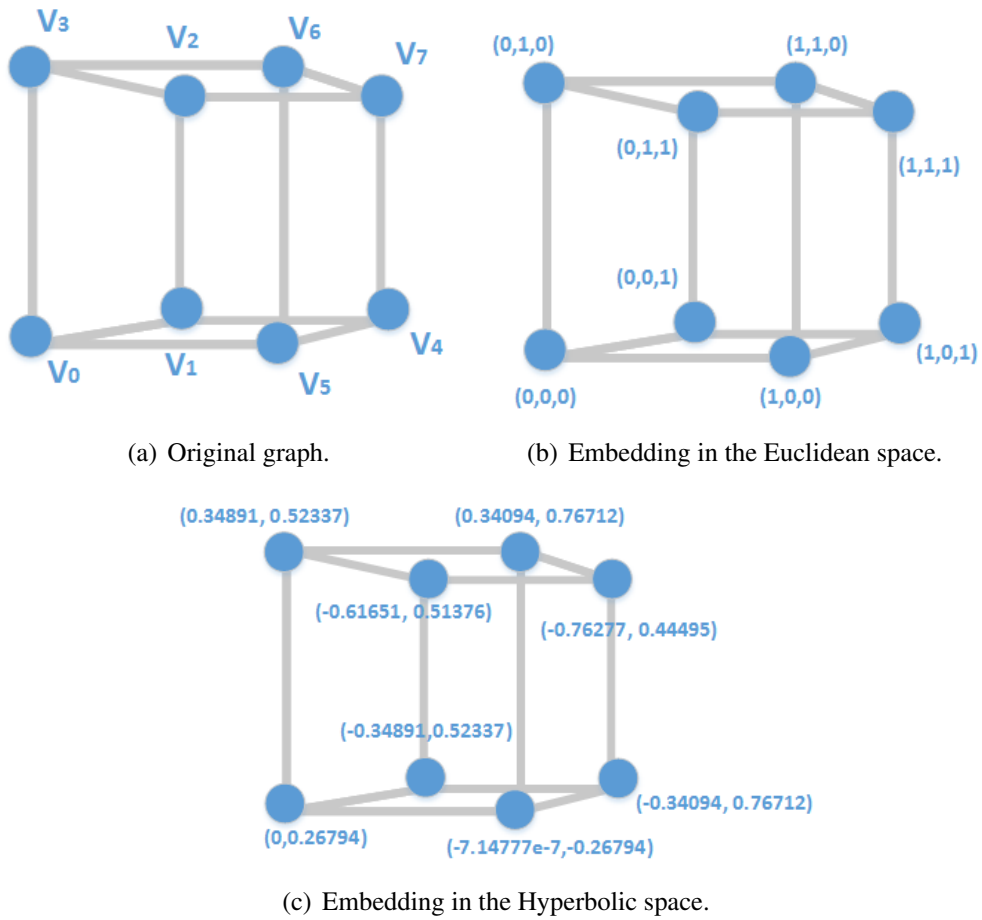 V3
V2
V6
V7
V0
V1
V5
V4
(0,1,0)
(1,1,0)
(0,1,1)
(1,1,1)
(0,0,1)
(1,0,1)
(0,0,0)
(1,0,0)
(a) Original graph.
(b) Embedding in the Euclidean space.
(0.34891, 0.52337)
(0.34094, 0.76712)
(-0.61651, 0.51376)
(-0.76277, 0.44495)
(-0.34891,0.52337)
(-0.34094, 0.76712)
(0,0.26794)
(-7.14777e-7,-0.26794)
(c) Embedding in the Hyperbolic space.